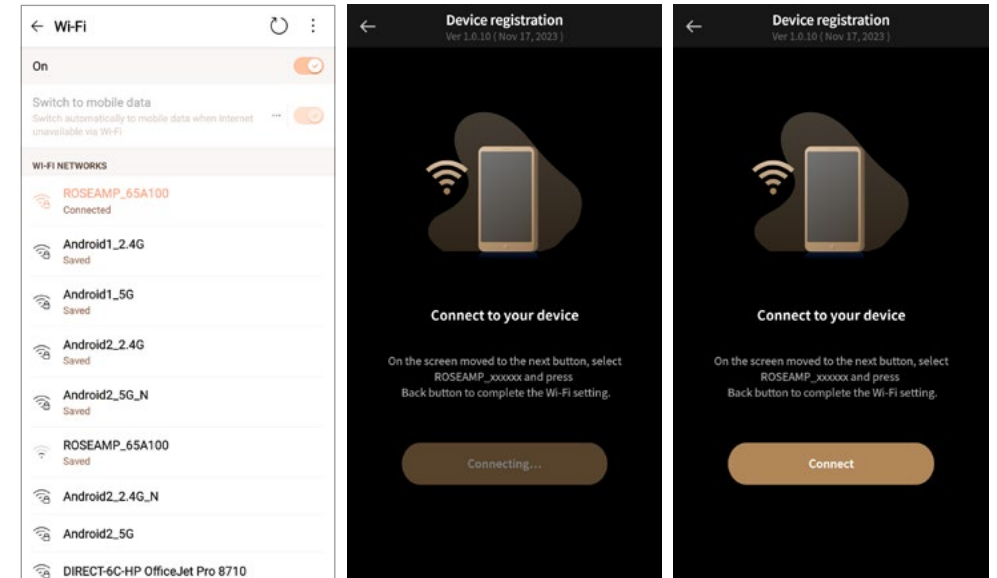 Wi-Fi
On
Switch to mobile data
Switch automatically to mobile data when Internet
unavailable via Wi-Fi
WI-FI NETWORKS
ROSEAMP_65A100
Connected
Android1_2.4G
Saved
Android1_5G
Saved
Android2_2.4G
Saved
Android2_5G_N
Saved
ROSEAMP_65A100
Saved
Android2_2.4G_N
Android2_5G
DIRECT-6C-HP OfficeJet Pro 8710
Device registration
Ver 1.0.10 ( Nov 17, 2023 )
Connect to your device
On the screen moved to the next button, select
ROSEAMP_xxxxxx and press
Back button to complete the Wi-Fi setting.
Connecting...
Device registration
Ver 1.0.10 ( Nov 17, 2023 )
Connect to your device
On the screen moved to the next button, select
ROSEAMP_xxxxxx and press
Back button to complete the Wi-Fi setting.
Connect